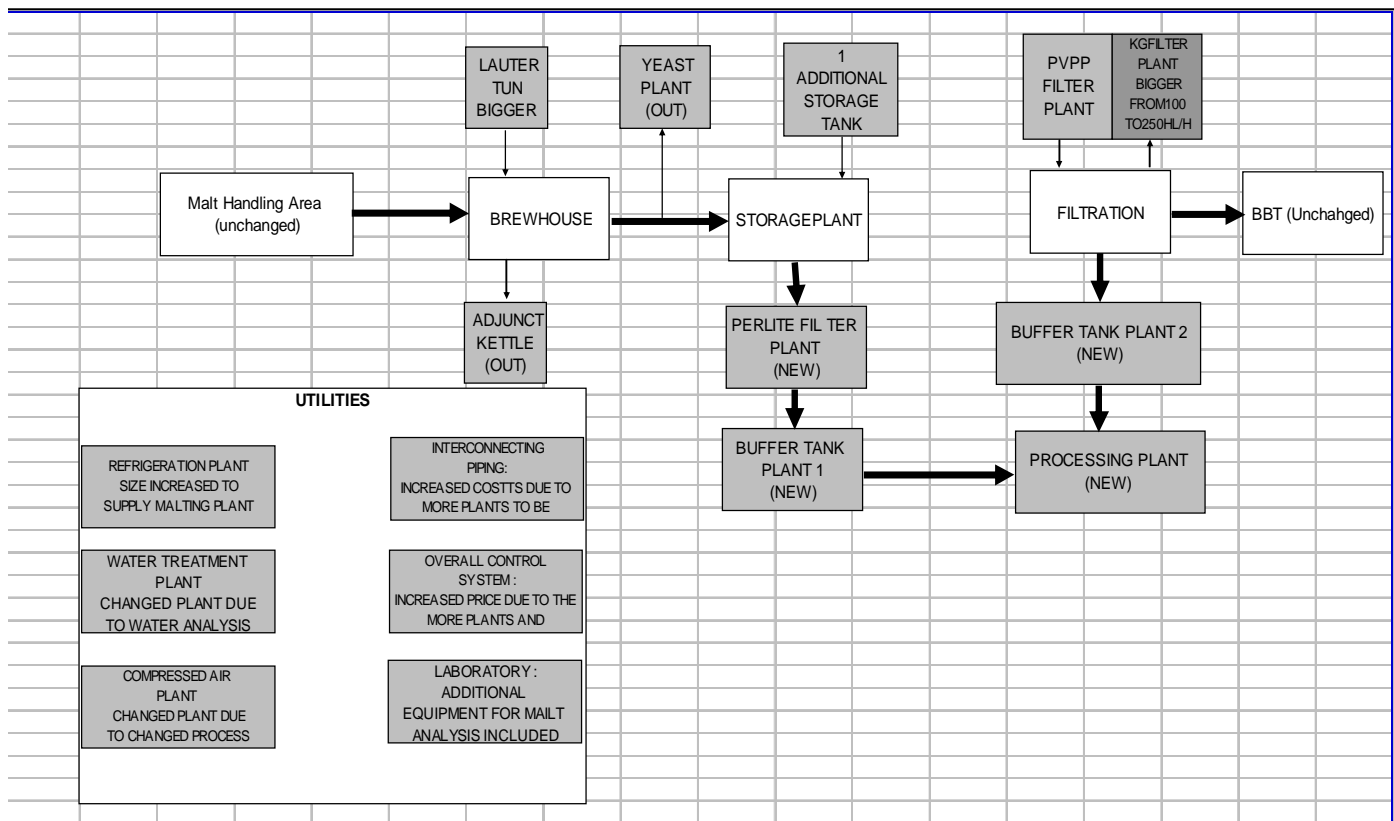 LAUTER
TUN
BIGGER
YEAST
PLANT
(OUT)
1
ADDITIONAL
STORAGE
TANK
PVPP
FILTER
PLANT
KGFILTER
PLANT
BIGGER
FROM100
TO250HL/H
Malt Handling Area
(unchanged)
BREWHOUSE
STORAGEPLANT
FILTRATION
BBT (Unchahged)
ADJUNCT
KETTLE
(OUT)
PERLITE FIL TER
PLANT
(NEW)
BUFFER TANK PLANT 2
(NEW)
BUFFER TANK
PLANT 1
(NEW)
PROCESSING PLANT
(NEW)
UTILITIES
REFRIGERATION PLANT
SIZE INCREASED TO
SUPPLY MALTING PLANT
INTERCONNECTING
PIPING:
INCREASED COSTTS DUE TO
MORE PLANTS TO BE
WATER TREATMENT
PLANT
CHANGED PLANT DUE
TO WATER ANALYSIS
OVERALL CONTROL
SYSTEM :
INCREASED PRICE DUE TO THE
MORE PLANTS AND
COMPRESSED AIR
PLANT
CHANGED PLANT DUE
TO CHANGED PROCESS
LABORATORY :
ADDITIONAL
EQUIPMENT FOR MAILT
ANALYSIS INCLUDED